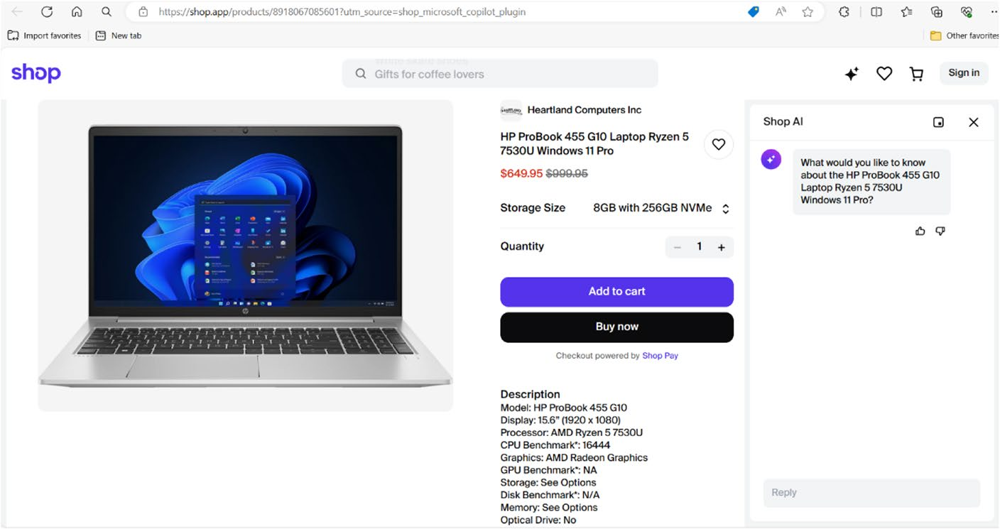 https://shop.app/products/8918067085601?utm_source=shop_microsoft_copilot_plugin
Import favorites
New tab
Other favorites
shop
Gifts for coffee lovers
Sign in
Heartland Computers Inc
HP ProBook 455 G10 Laptop Ryzen 5
7530U Windows 11 Pro
$649.95 $999.95
Storage Size 8GB with 256GB NVMe
Quantity − 1 +
Add to cart
Buy now
Checkout powered by Shop Pay
Description
Model: HP ProBook 455 G10
Display: 15.6” (1920 x 1080)
Processor: AMD Ryzen 5 7530U
CPU Benchmark*: 16444
Graphics: AMD Radeon Graphics
GPU Benchmark*: NA
Storage: See Options
Disk Benchmark*: N/A
Memory: See Options
Optical Drive: No
Shop AI
What would you like to know
about the HP ProBook 455 G10
Laptop Ryzen 5 7530U
Windows 11 Pro?
Reply